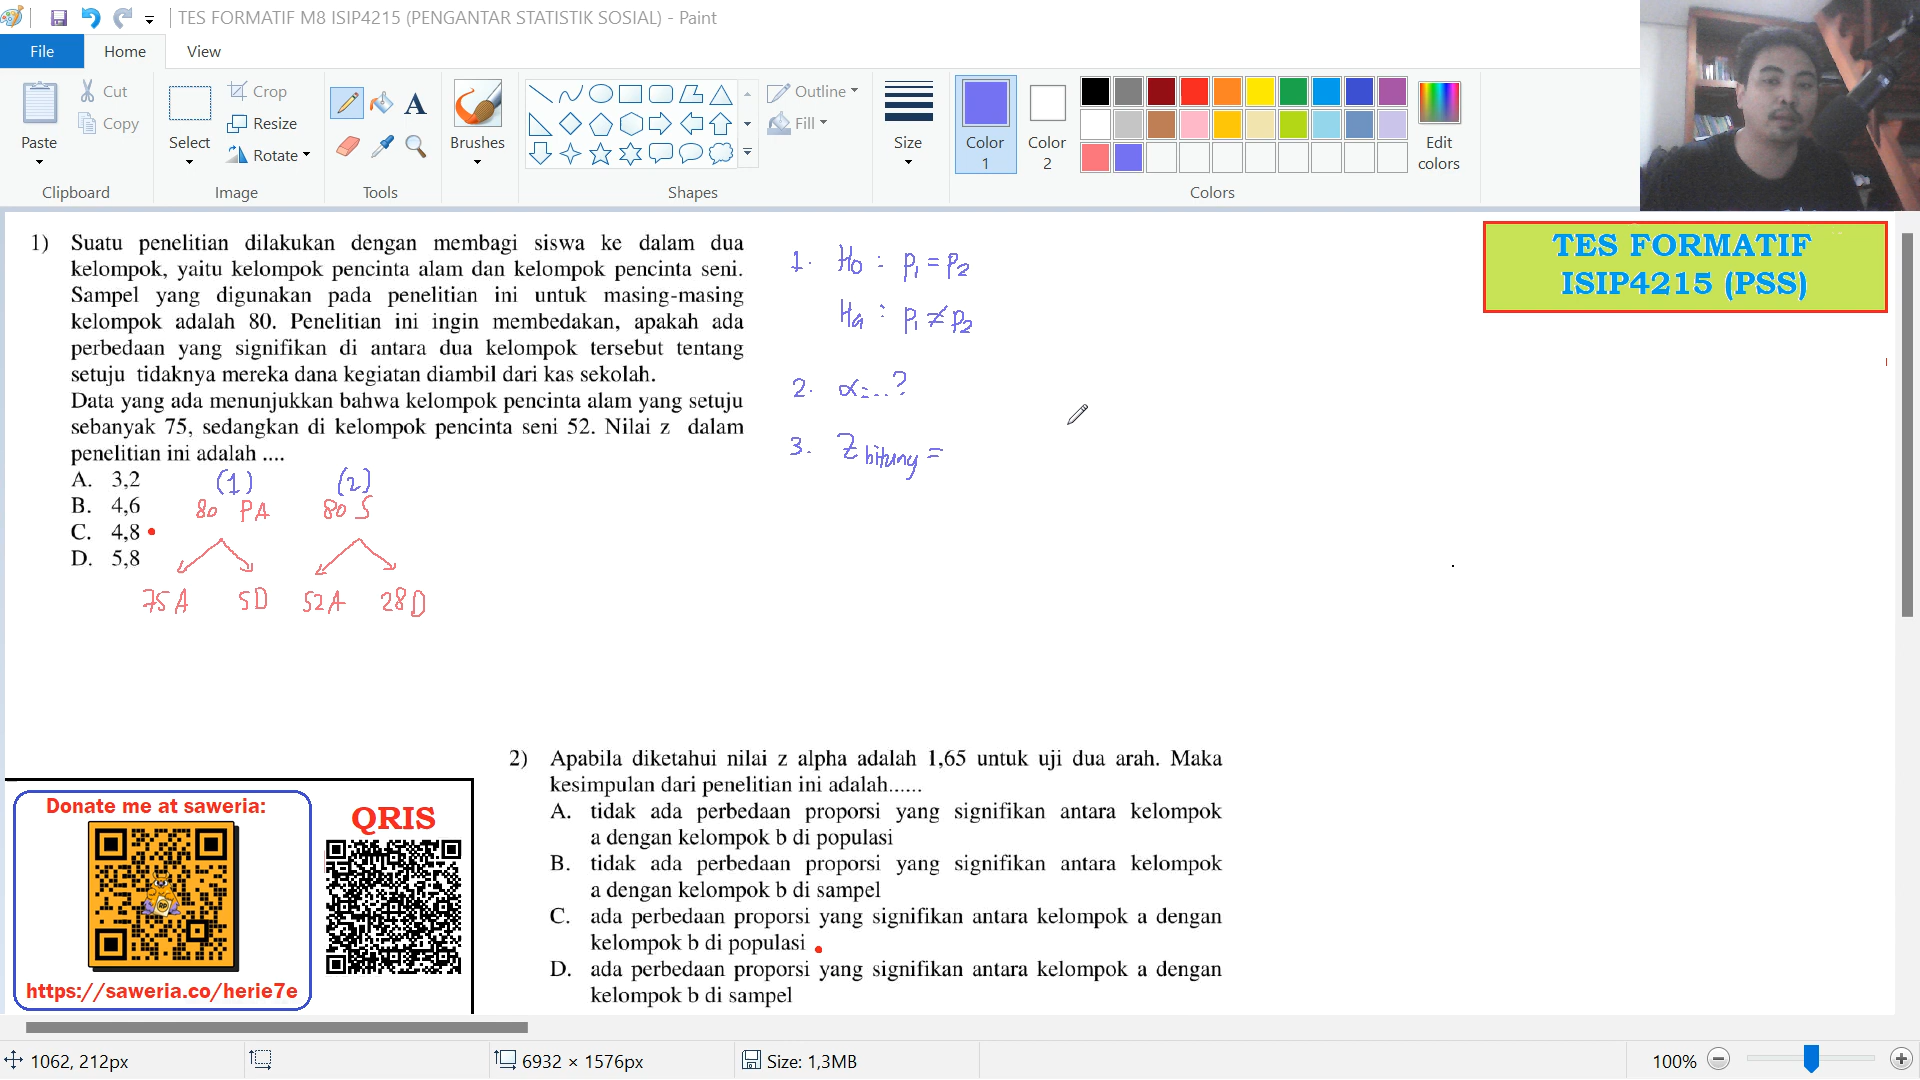 TES FORMATIF M8 ISIP4215 (PENGANTAR STATISTIK SOSIAL) - Paint
File
Home
View
Paste
Cut
Copy
Clipboard
Select
Crop
Resize
Rotate
Image
Tools
Brushes
Shapes
Outline
Fill
Size
Color
1
Color
2
Edit
colors
Colors
TES FORMATIF
ISIP4215 (PSS)
1) Suatu penelitian dilakukan dengan membagi siswa ke dalam dua
kelompok, yaitu kelompok pencinta alam dan kelompok pencinta seni.
Sampel yang digunakan pada penelitian ini untuk masing-masing
kelompok adalah 80. Penelitian ini ingin membedakan, apakah ada
perbedaan yang signifikan di antara dua kelompok tersebut tentang
setuju tidaknya mereka dana kegiatan diambil dari kas sekolah.
Data yang ada menunjukkan bahwa kelompok pencinta alam yang setuju
sebanyak 75, sedangkan di kelompok pencinta seni 52. Nilai z dalam
penelitian ini adalah ....
A. 3,2
B. 4,6
C. 4,8
D. 5,8
(1) (2)
80 PA 80 S
75A 5D 52A 28D
1. Ho : p1 = p2
Ha : p1 ≠ p2
2. α = ...?
3. Z hitung =
2) Apabila diketahui nilai z alpha adalah 1,65 untuk uji dua arah. Maka
kesimpulan dari penelitian ini adalah......
A. tidak ada perbedaan proporsi yang signifikan antara kelompok
a dengan kelompok b di populasi
B. tidak ada perbedaan proporsi yang signifikan antara kelompok
a dengan kelompok b di sampel
C. ada perbedaan proporsi yang signifikan antara kelompok a dengan
kelompok b di populasi
D. ada perbedaan proporsi yang signifikan antara kelompok a dengan
kelompok b di sampel
Donate me at saweria:
https://saweria.co/herie7e
QRIS
1062, 212px
6932 × 1576px
Size: 1,3MB
100%